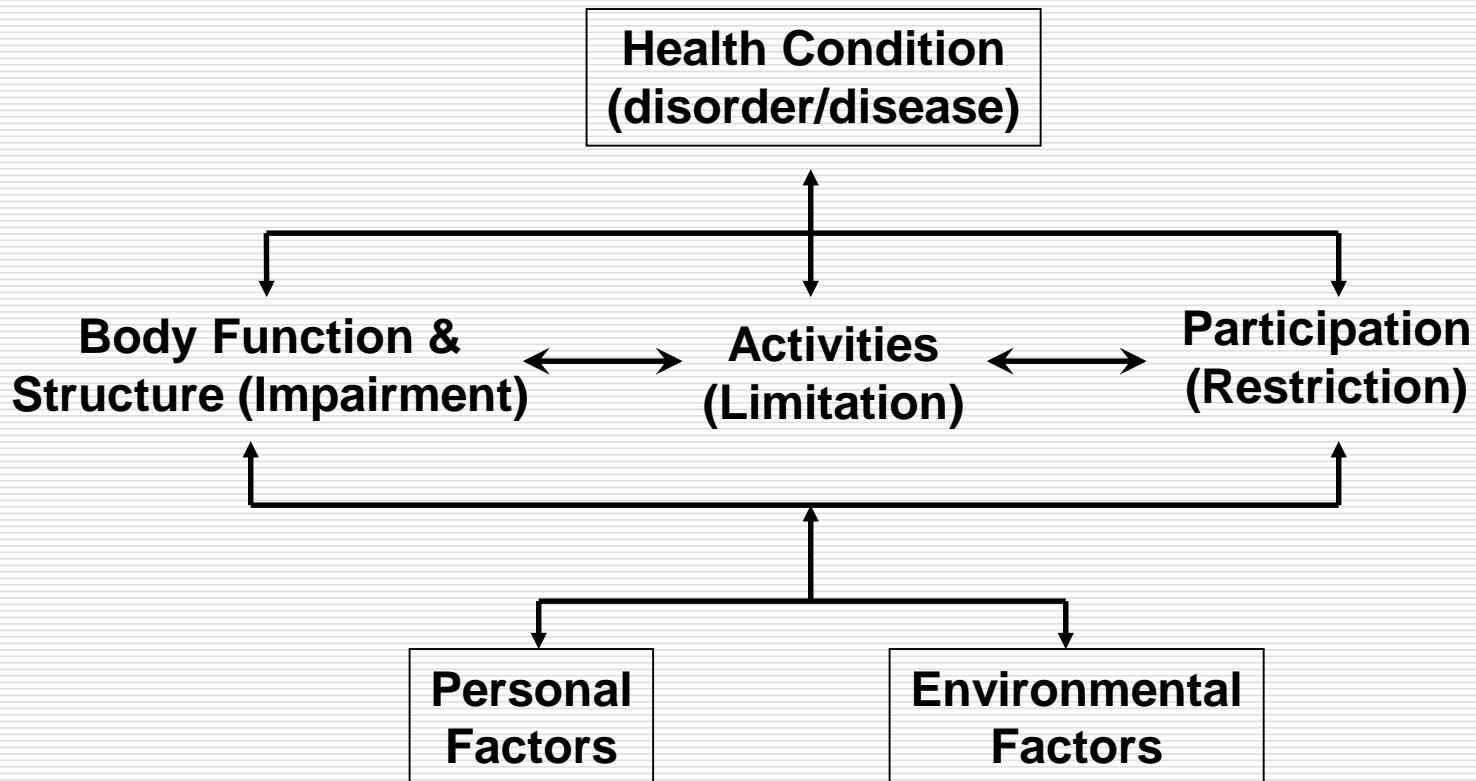 Health Condition
(disorder/disease)
Body Function &
Structure (Impairment)
Activities
(Limitation)
Participation
(Restriction)
Personal
Factors
Environmental
Factors